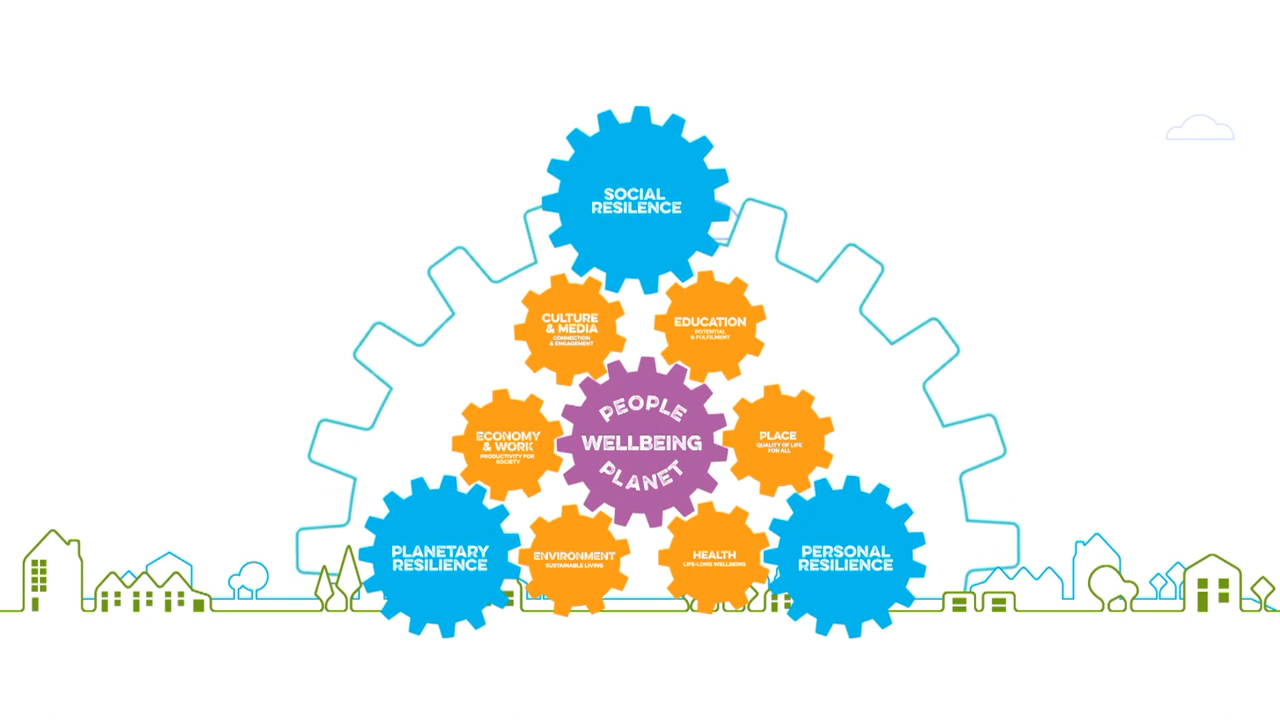 SOCIAL
RESILENCE
CULTURE
& MEDIA
CONNECTION
& ENGAGEMENT
EDUCATION
POTENTIAL
& FULFILMENT
PEOPLE
WELLBEING
PLANET
ECONOMY
& WORK
PRODUCTIVITY FOR
SOCIETY
PLACE
QUALITY OF LIFE
FOR ALL
PLANETARY
RESILIENCE
ENVIRONMENT
SUSTAINABLE LIVING
HEALTH
LIFE-LONG WELLBEING
PERSONAL
RESILIENCE